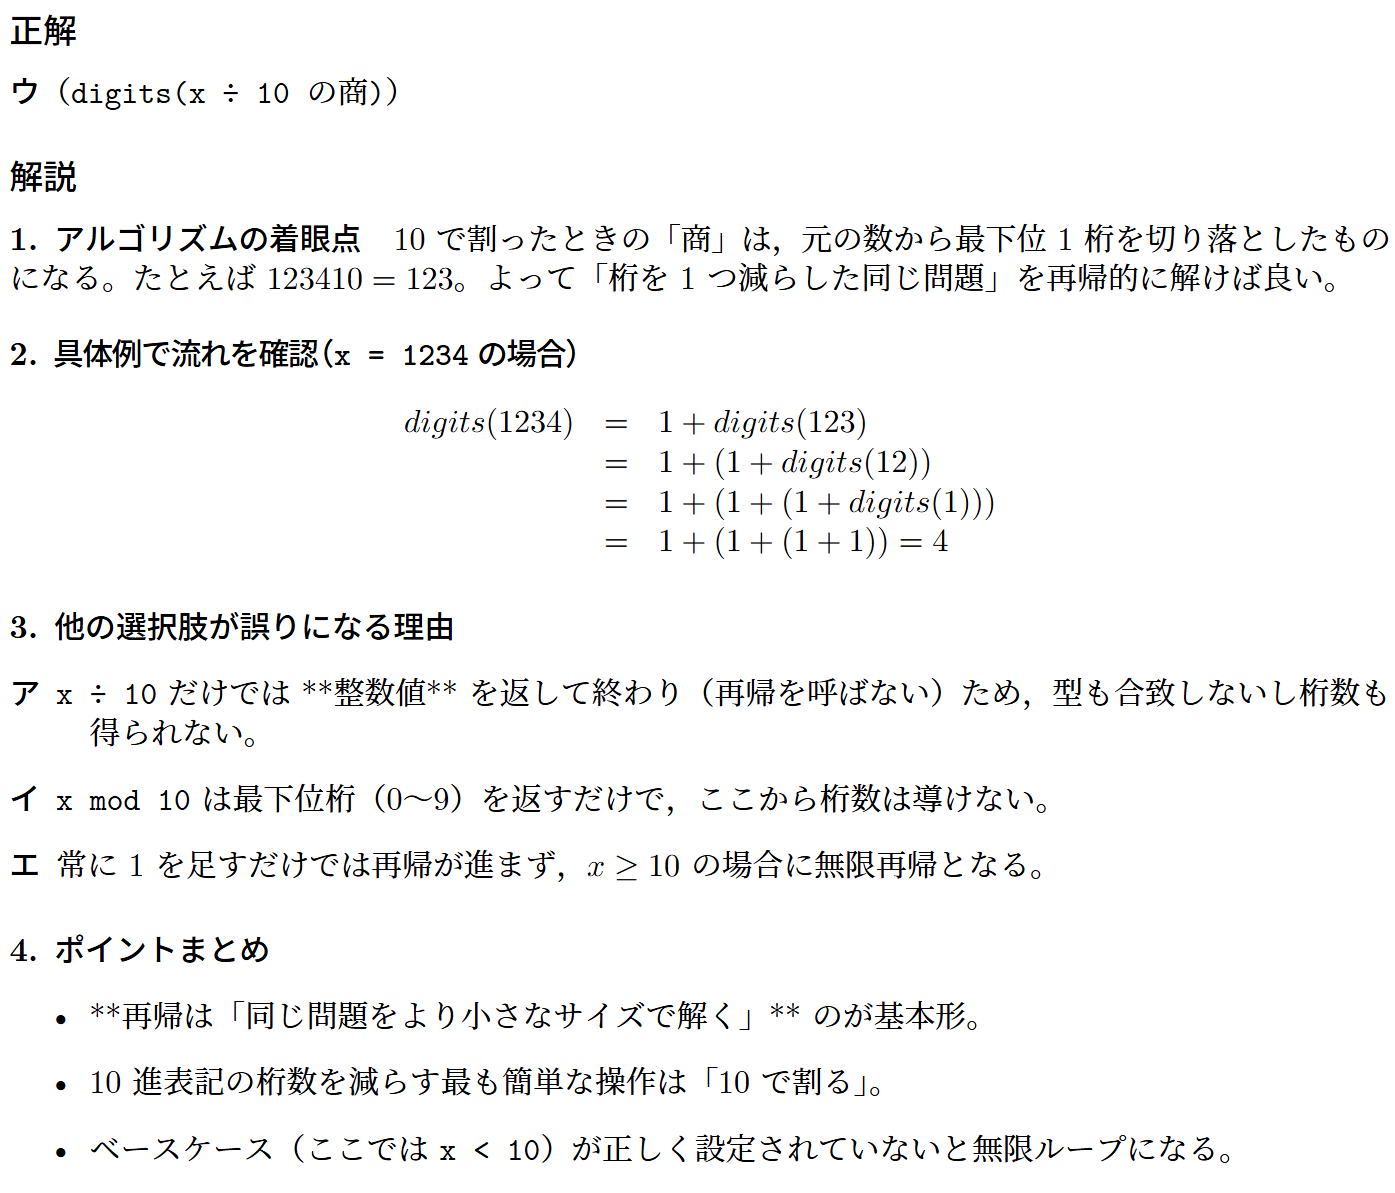 正解
ウ（digits(x ÷ 10 の商)）
解説
1. アルゴリズムの着眼点 10 で割ったときの「商」は，元の数から最下位 1 桁を切り落としたもの
になる。たとえば 123410 = 123。よって「桁を 1 つ減らした同じ問題」を再帰的に解けば良い。
2. 具体例で流れを確認（x = 1234 の場合）
digits(1234) = 1 + digits(123)
= 1 + (1 + digits(12))
= 1 + (1 + (1 + digits(1)))
= 1 + (1 + (1 + 1)) = 4
3. 他の選択肢が誤りになる理由
ア x ÷ 10 だけでは **整数値** を返して終わり（再帰を呼ばない）ため，型も合致しないし桁数も
得られない。
イ x mod 10 は最下位桁（0〜9）を返すだけで，ここから桁数は導けない。
エ 常に 1 を足すだけでは再帰が進まず，x ≥ 10 の場合に無限再帰となる。
4. ポイントまとめ
• **再帰は「同じ問題をより小さなサイズで解く」** のが基本形。
• 10 進表記の桁数を減らす最も簡単な操作は「10 で割る」。
• ベースケース（ここでは x < 10）が正しく設定されていないと無限ループになる。